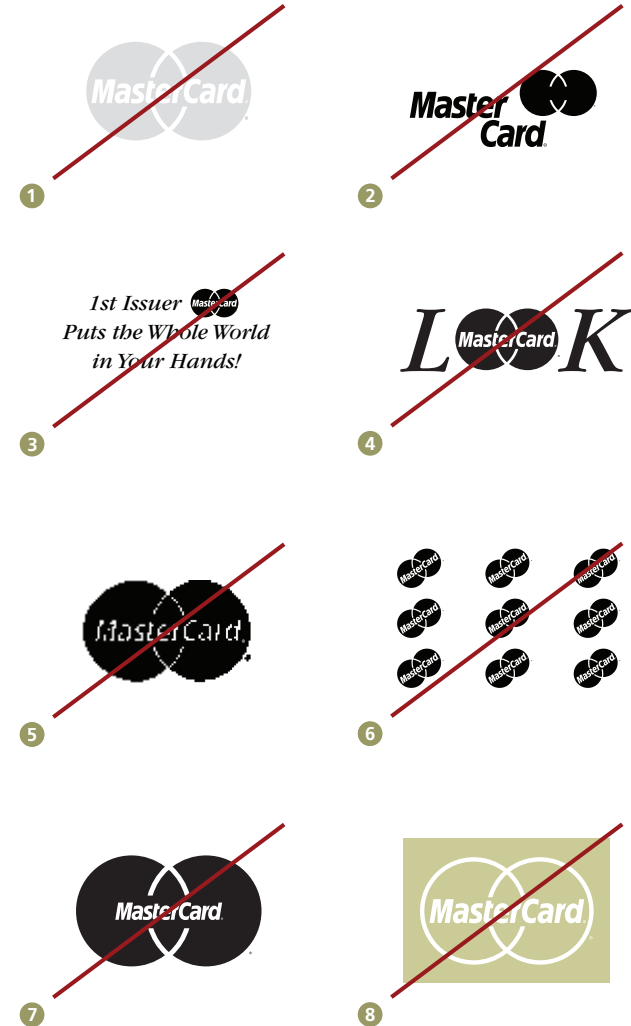 MasterCard
1
Master
Card
2
1st Issuer MasterCard
Puts the Whole World
in Your Hands!
3
L MasterCard K
4
MasterCard
5
MasterCard MasterCard MasterCard
MasterCard MasterCard MasterCard
MasterCard MasterCard MasterCard
6
MasterCard
7
MasterCard
8